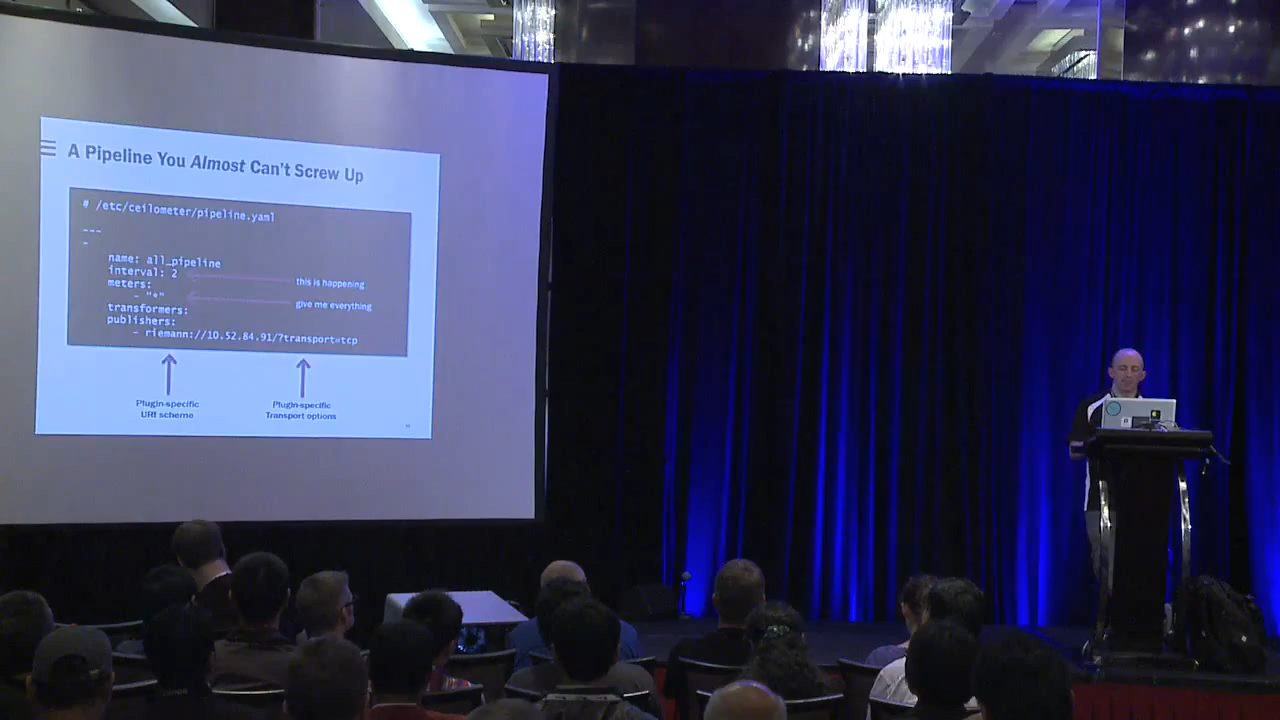 A Pipeline You Almost Can't Screw Up
# /etc/ceilometer/pipeline.yaml
---
-
name: all_pipeline
interval: 2
this is happening
meters:
- "*"
give me everything
transformers:
publishers:
- riemann://10.52.84.91/?transport=tcp
Plugin-specific
URI scheme
Plugin-specific
Transport options